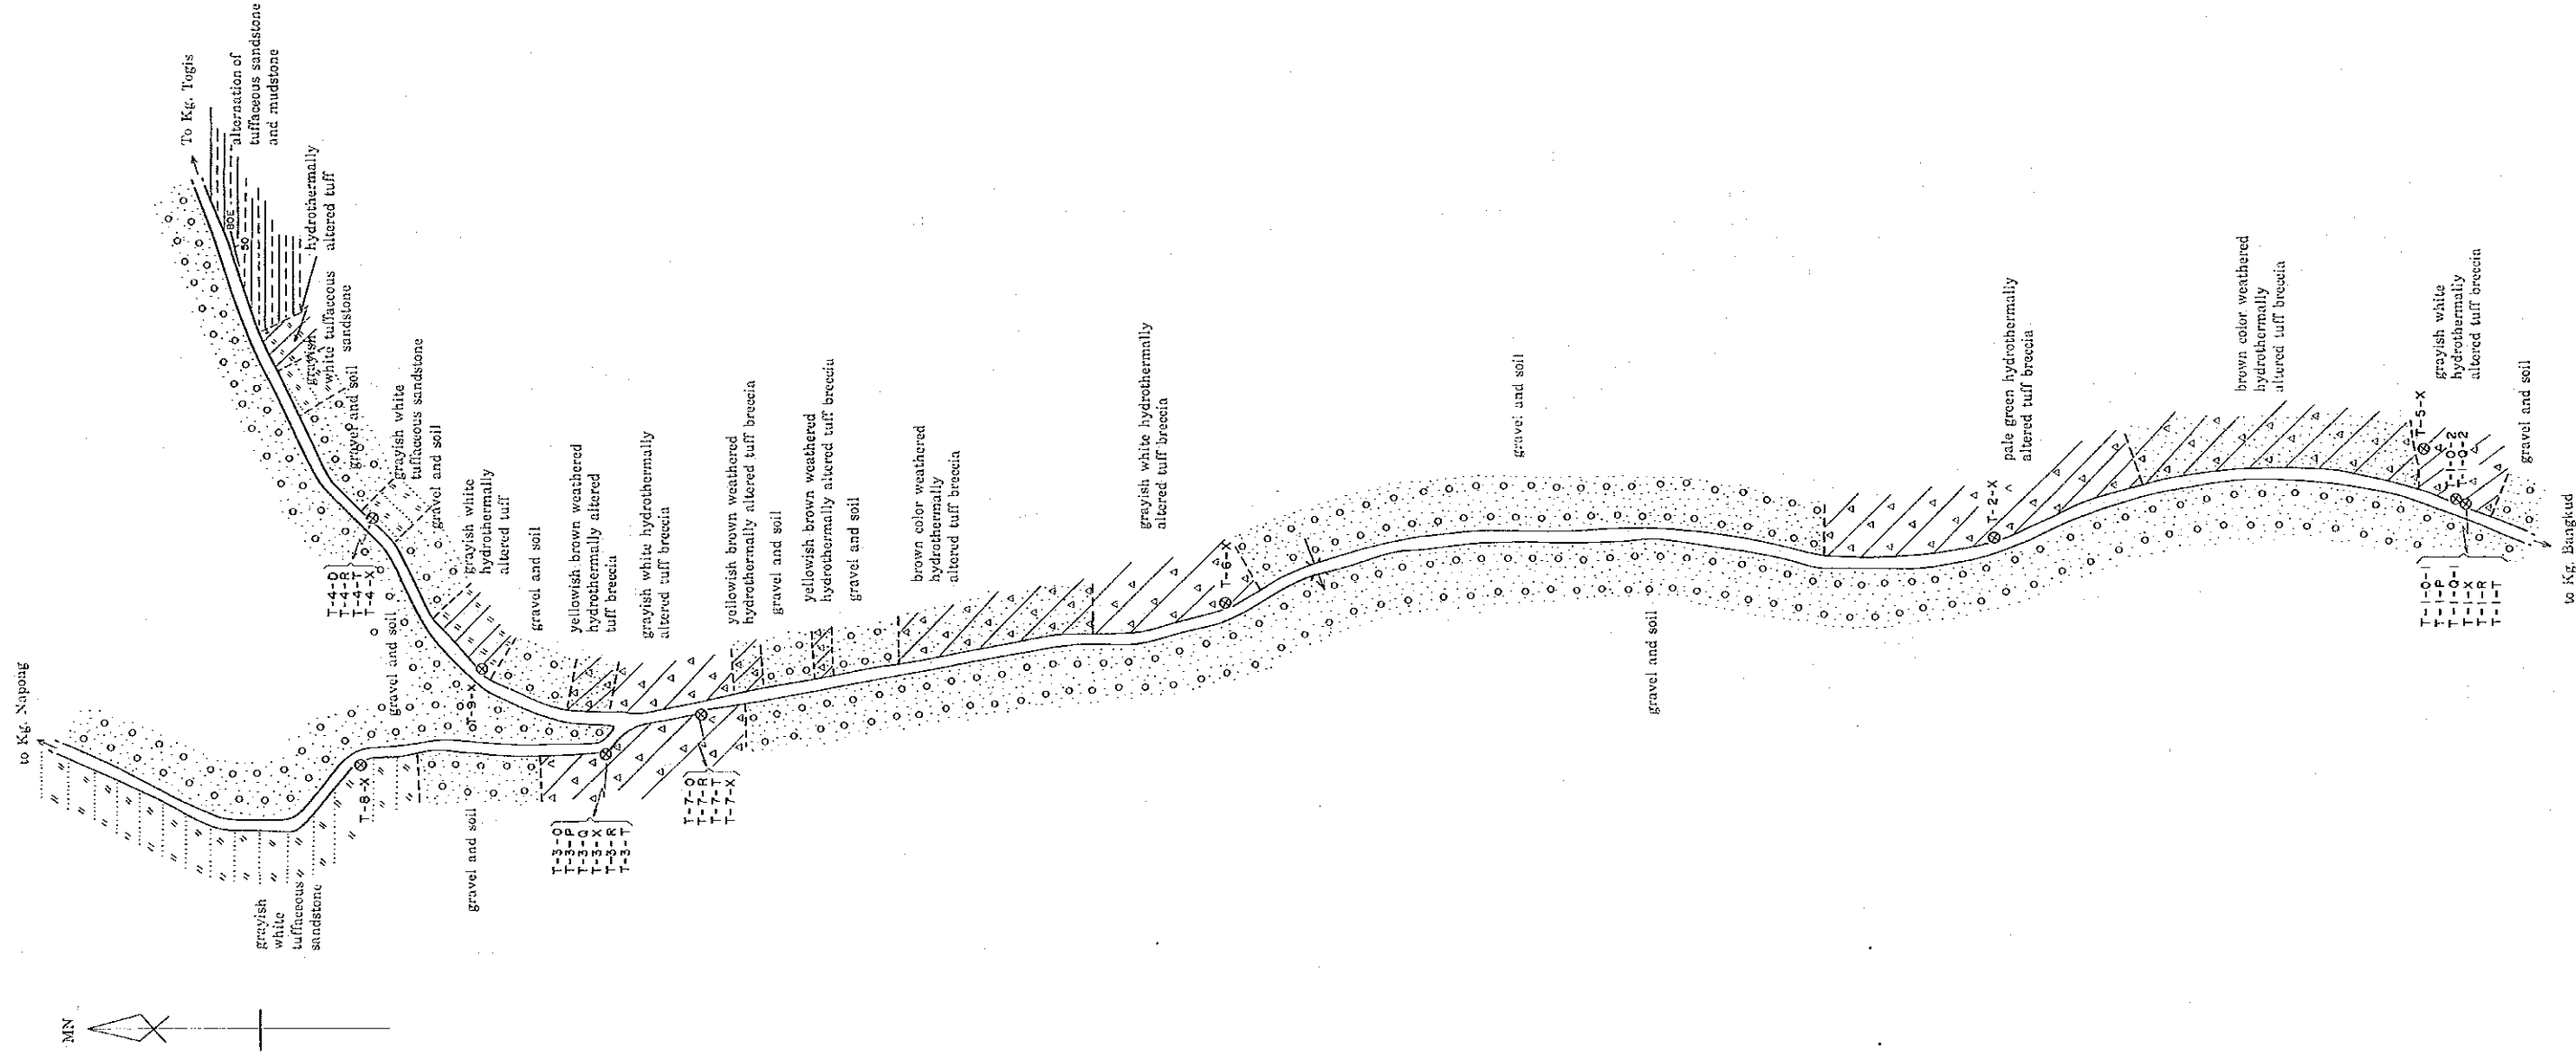 MN
to Kg. Napong
grayish
white
tuffaceous
sandstone
T-8-X
gravel and soil
T-3-O
T-3-P
T-3-Q
T-3-X
T-3-R
T-3-T
T-7-O
T-7-R
T-7-T
T-7-X
gravel and soil
T-9-X
T-4-O
T-4-R
T-4-T
T-4-X
To Kg. Togis
alternation of
tuffaceous sandstone
and mudstone
80E
50
hydrothermally
altered tuff
grayish
white tuffaceous
sandstone
gravel and soil
grayish white
tuffaceous sandstone
gravel and soil
grayish white
hydrothermally
altered tuff
gravel and soil
yellowish brown weathered
hydrothermally altered
tuff breccia
grayish white hydrothermally
altered tuff breccia
yellowish brown weathered
hydrothermally altered tuff breccia
gravel and soil
yellowish brown weathered
hydrothermally altered tuff breccia
gravel and soil
brown color weathered
hydrothermally
altered tuff breccia
grayish white hydrothermally
altered tuff breccia
T-6-X
gravel and soil
gravel and soil
pale green hydrothermally
altered tuff breccia
T-2-X
brown color weathered
hydrothermally
altered tuff breccia
grayish white
hydrothermally
altered tuff breccia
T-5-X
T-1-O-2
T-1-Q-2
gravel and soil
T-1-O-1
T-1-P
T-1-Q-1
T-1-X
T-1-R
T-1-T
to Kg. Bangkud